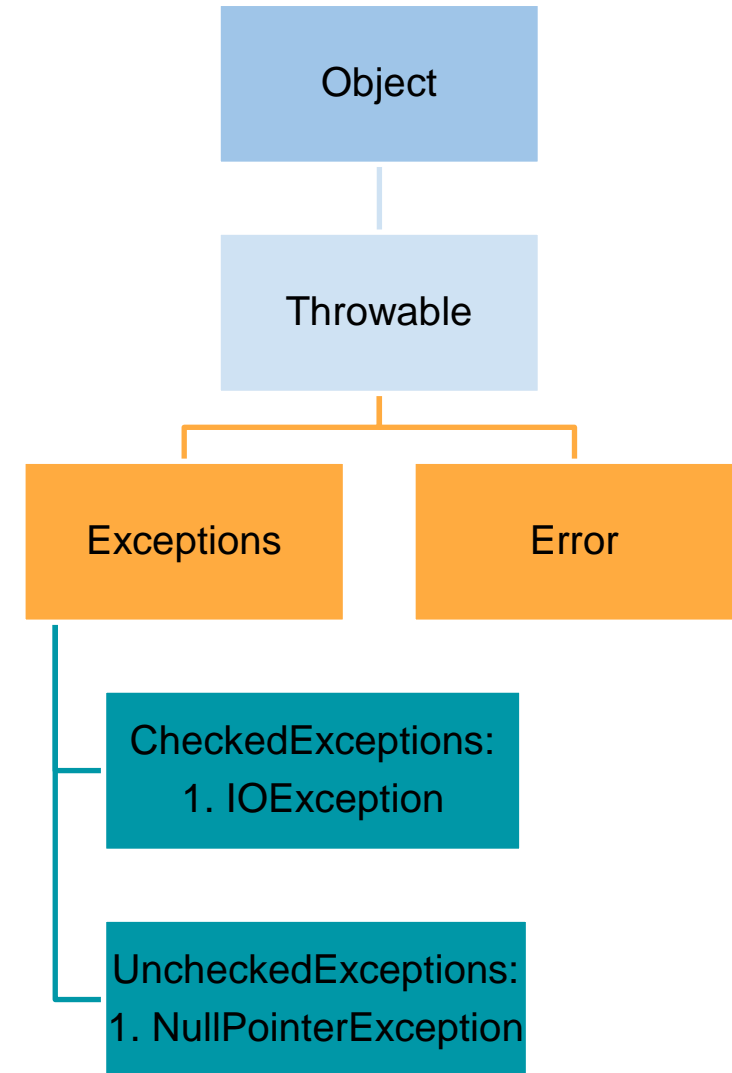 Object
Throwable
Exceptions
Error
CheckedExceptions:
1. IOException
UncheckedExceptions:
1. NullPointerException